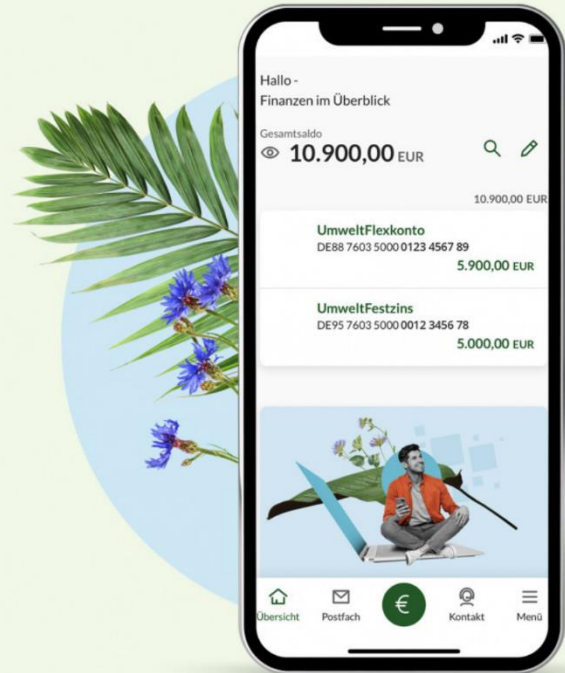 Hallo -
Finanzen im Überblick
Gesamtsaldo
10.900,00 EUR
10.900,00 EUR
UmweltFlexkonto
DE88 7603 5000 0123 4567 89
5.900,00 EUR
UmweltFestzins
DE95 7603 5000 0012 3456 78
5.000,00 EUR
€
Übersicht Postfach Kontakt Menü